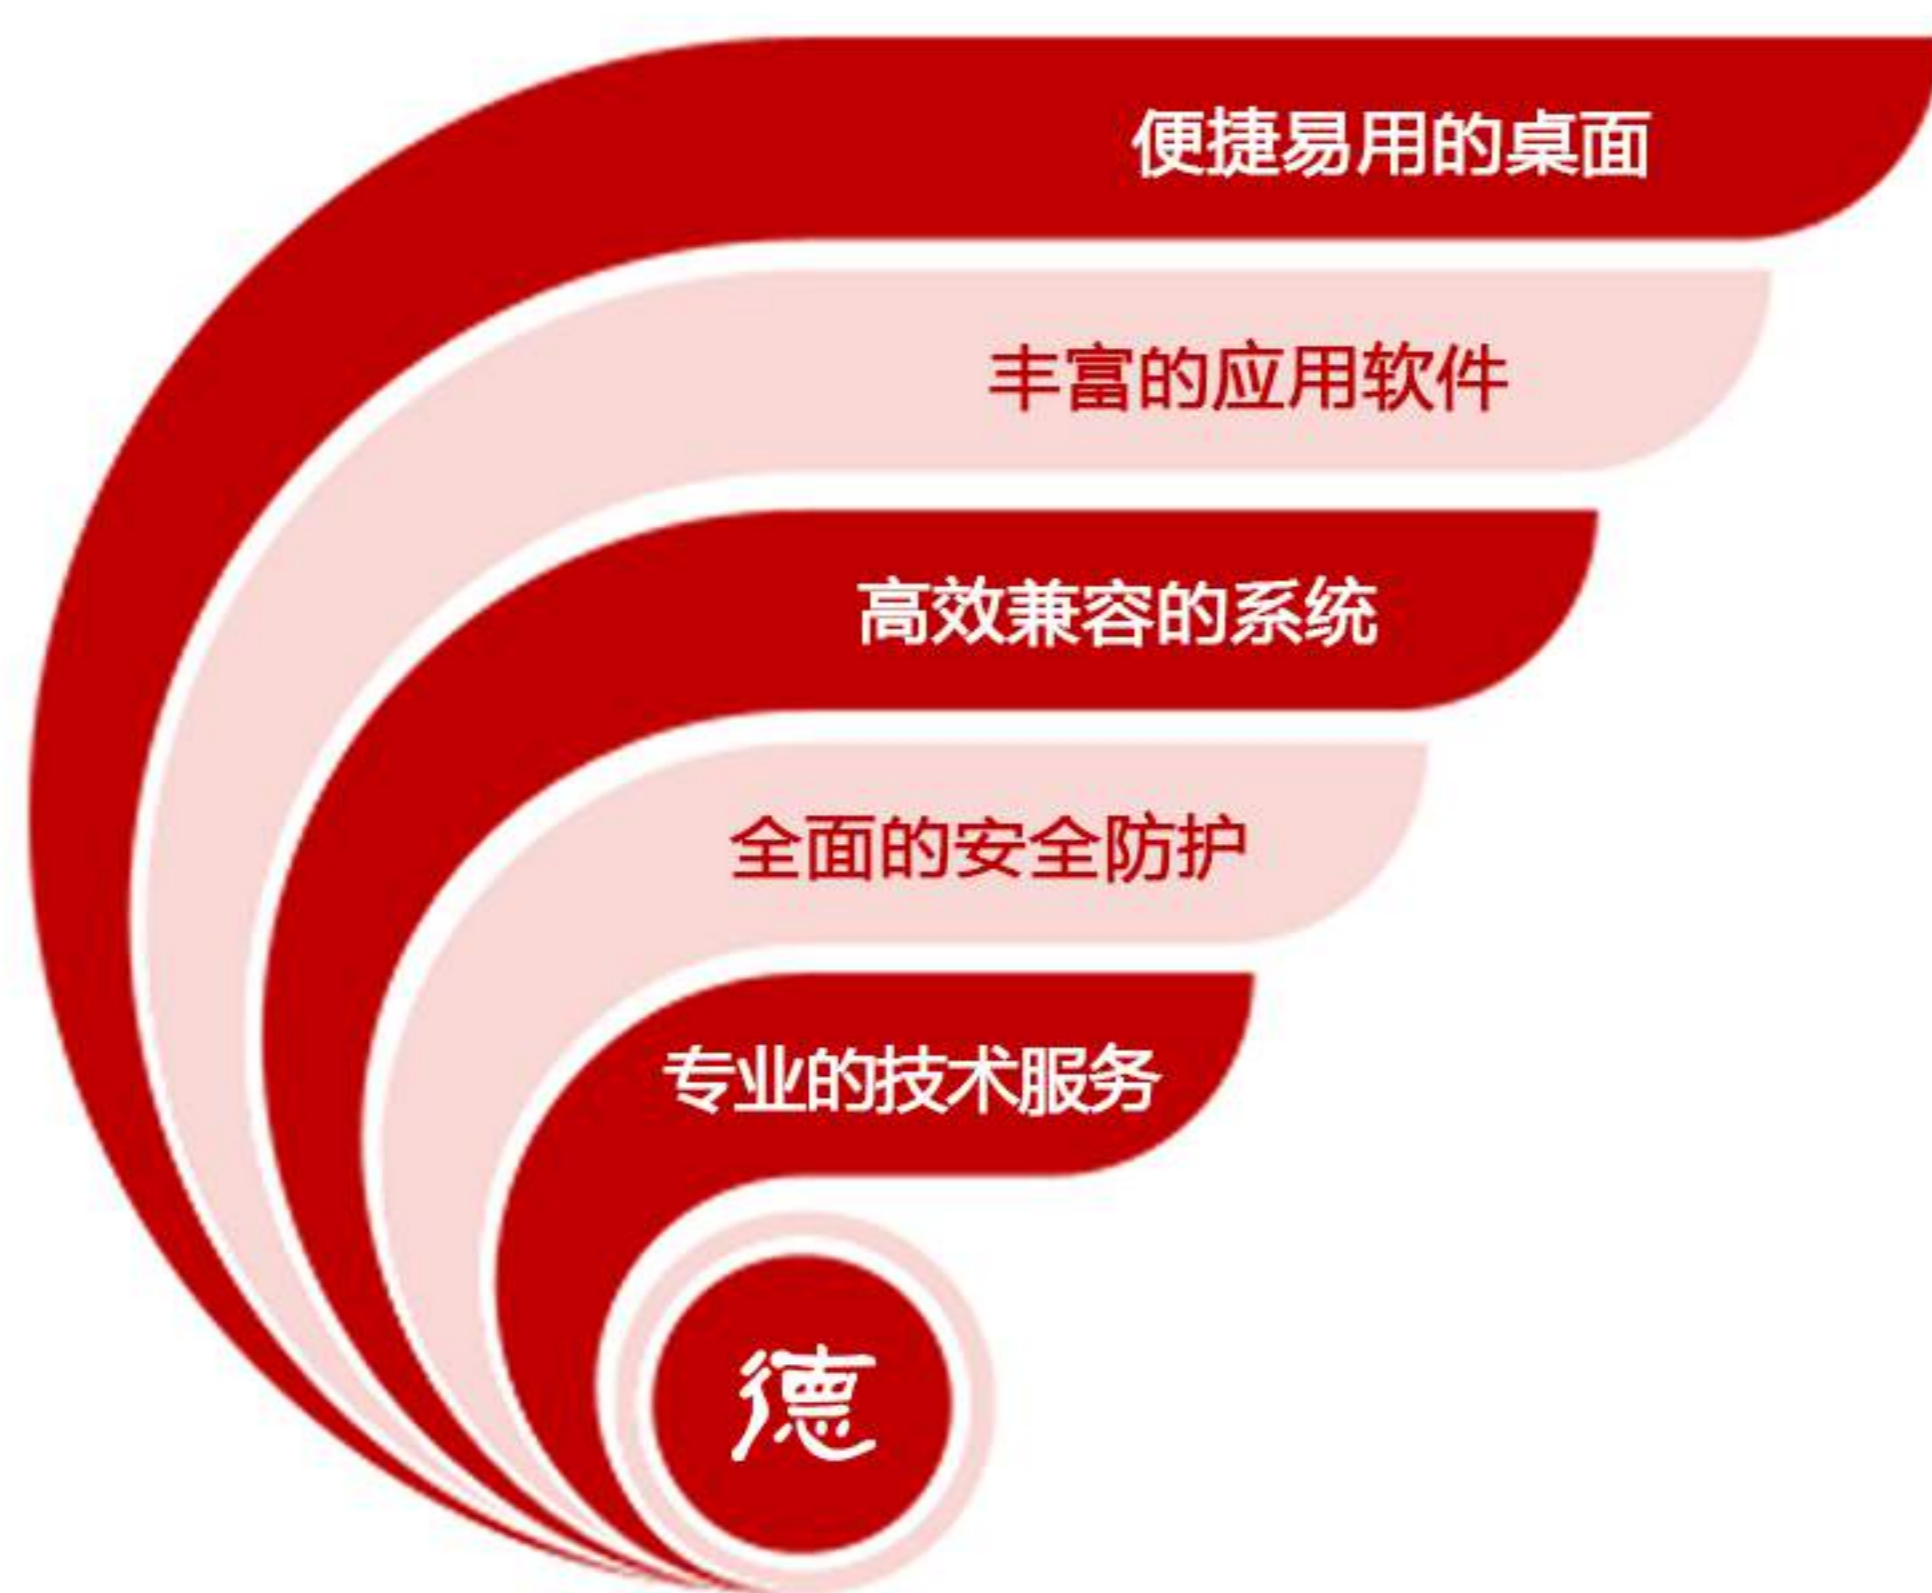 便捷易用的桌面
丰富的应用软件
高效兼容的系统
全面的安全防护
专业的技术服务
德